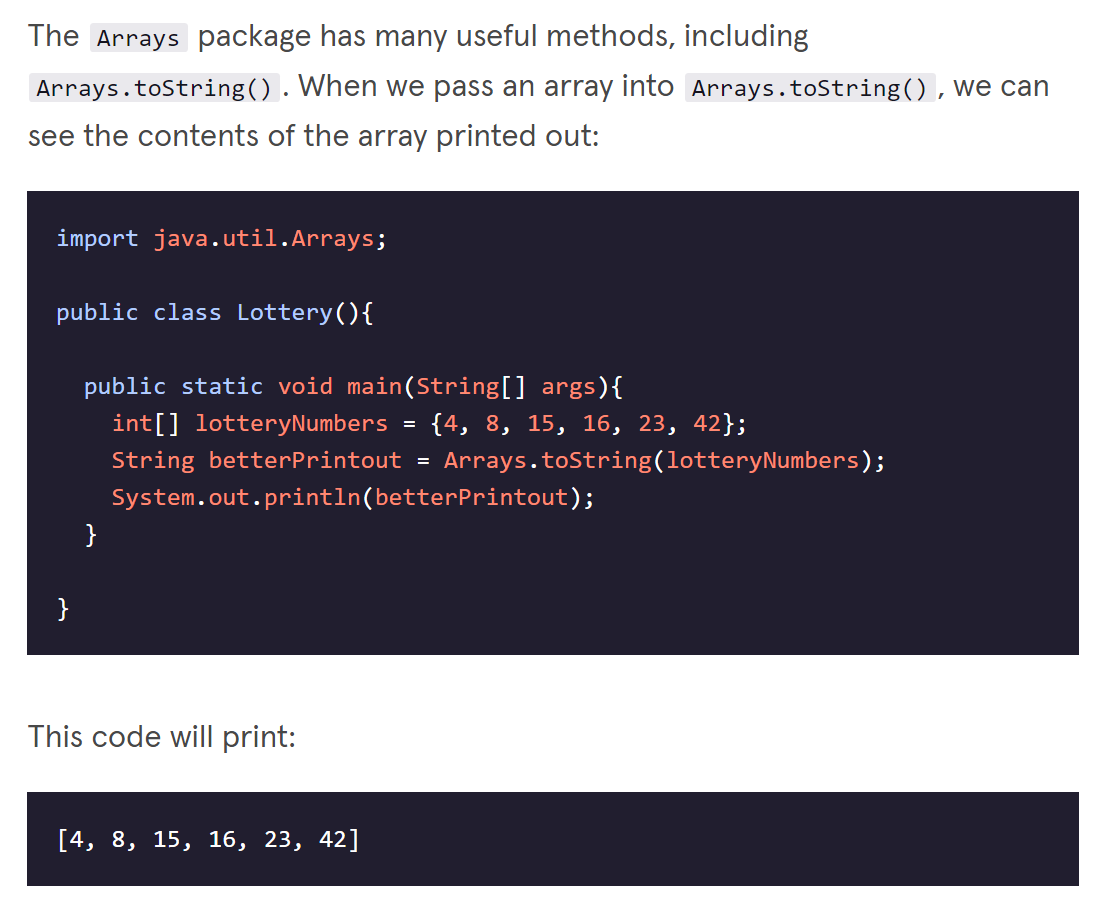 The Arrays package has many useful methods, including
Arrays.toString(). When we pass an array into Arrays.toString(), we can
see the contents of the array printed out:
import java.util.Arrays;
public class Lottery(){
public static void main(String[] args){
int[] lotteryNumbers = {4, 8, 15, 16, 23, 42};
String betterPrintout = Arrays.toString(lotteryNumbers);
System.out.println(betterPrintout);
}
}
This code will print:
[4, 8, 15, 16, 23, 42]